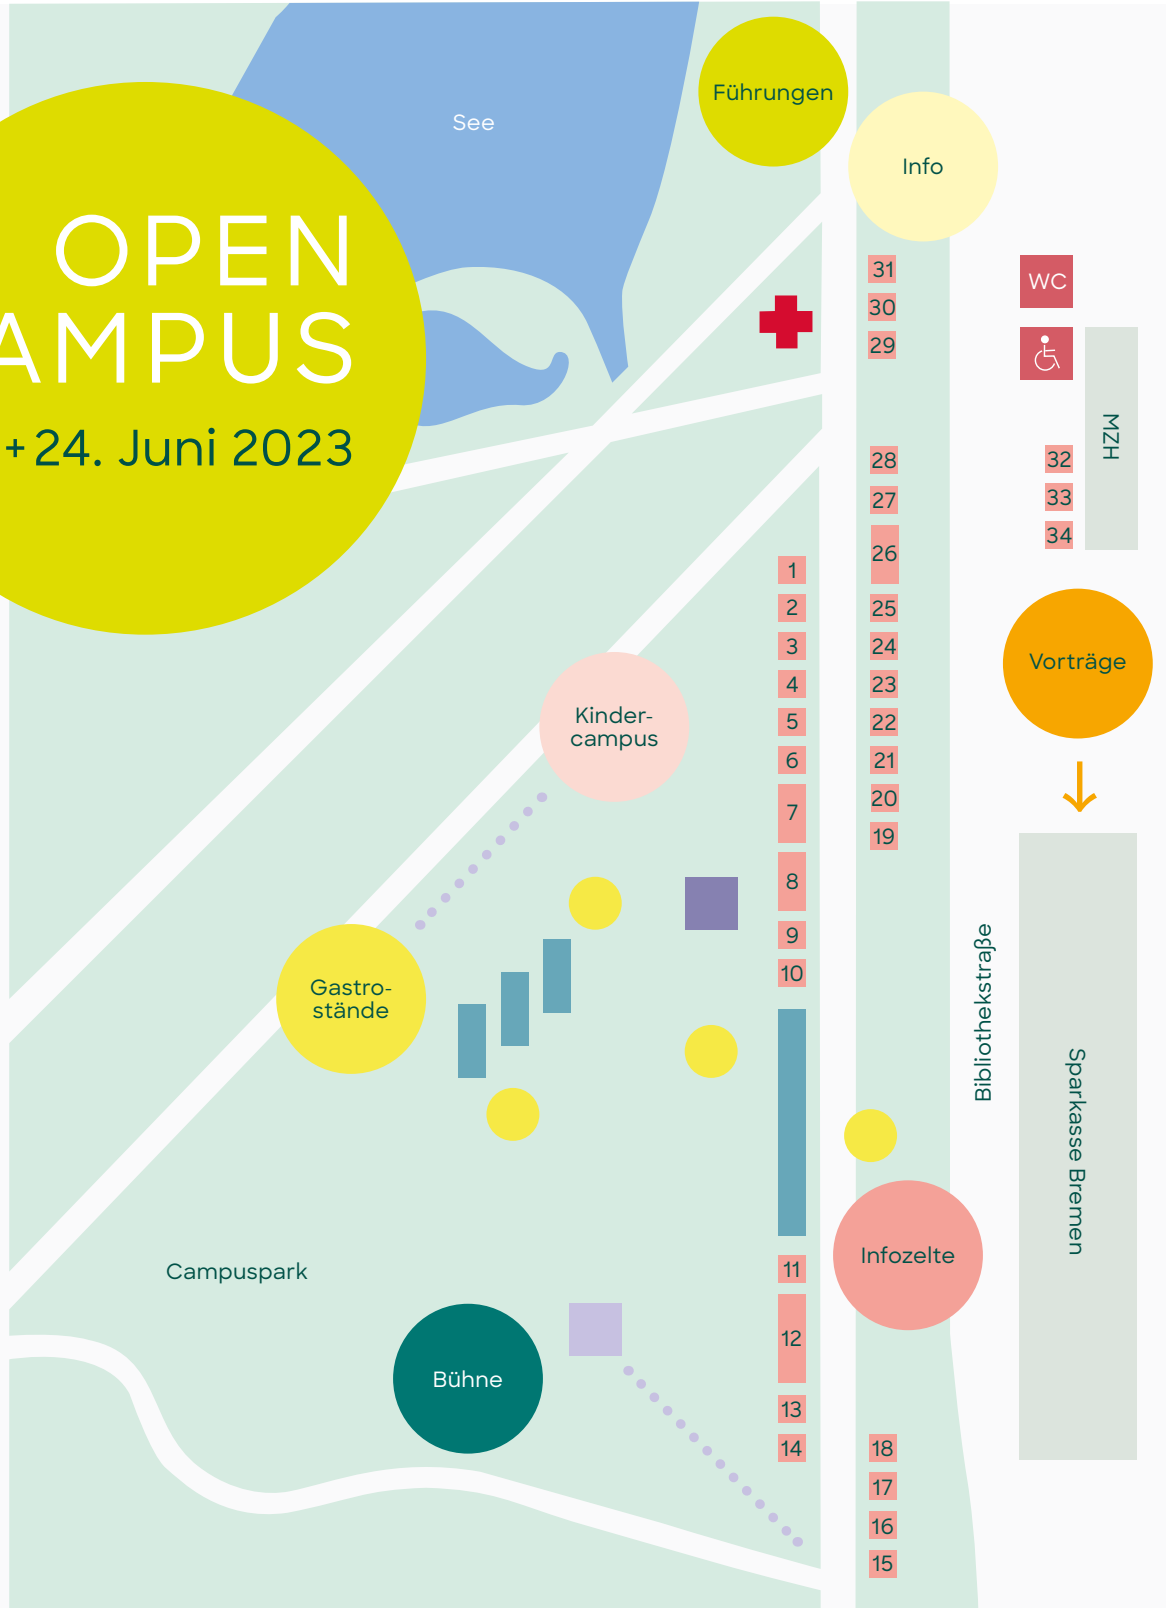 Führungen
See
Info
OPEN
AMPUS
+24. Juni 2023
31
30
29
WC
MZH
28
27
26
25
24
23
22
21
20
19
32
33
34
1
2
3
4
5
6
7
8
9
10
Vorträge
Kinder-
campus
Gastro-
stände
Bibliothekstraße
Sparkasse Bremen
Infozelte
Campuspark
Bühne
11
12
13
14
18
17
16
15